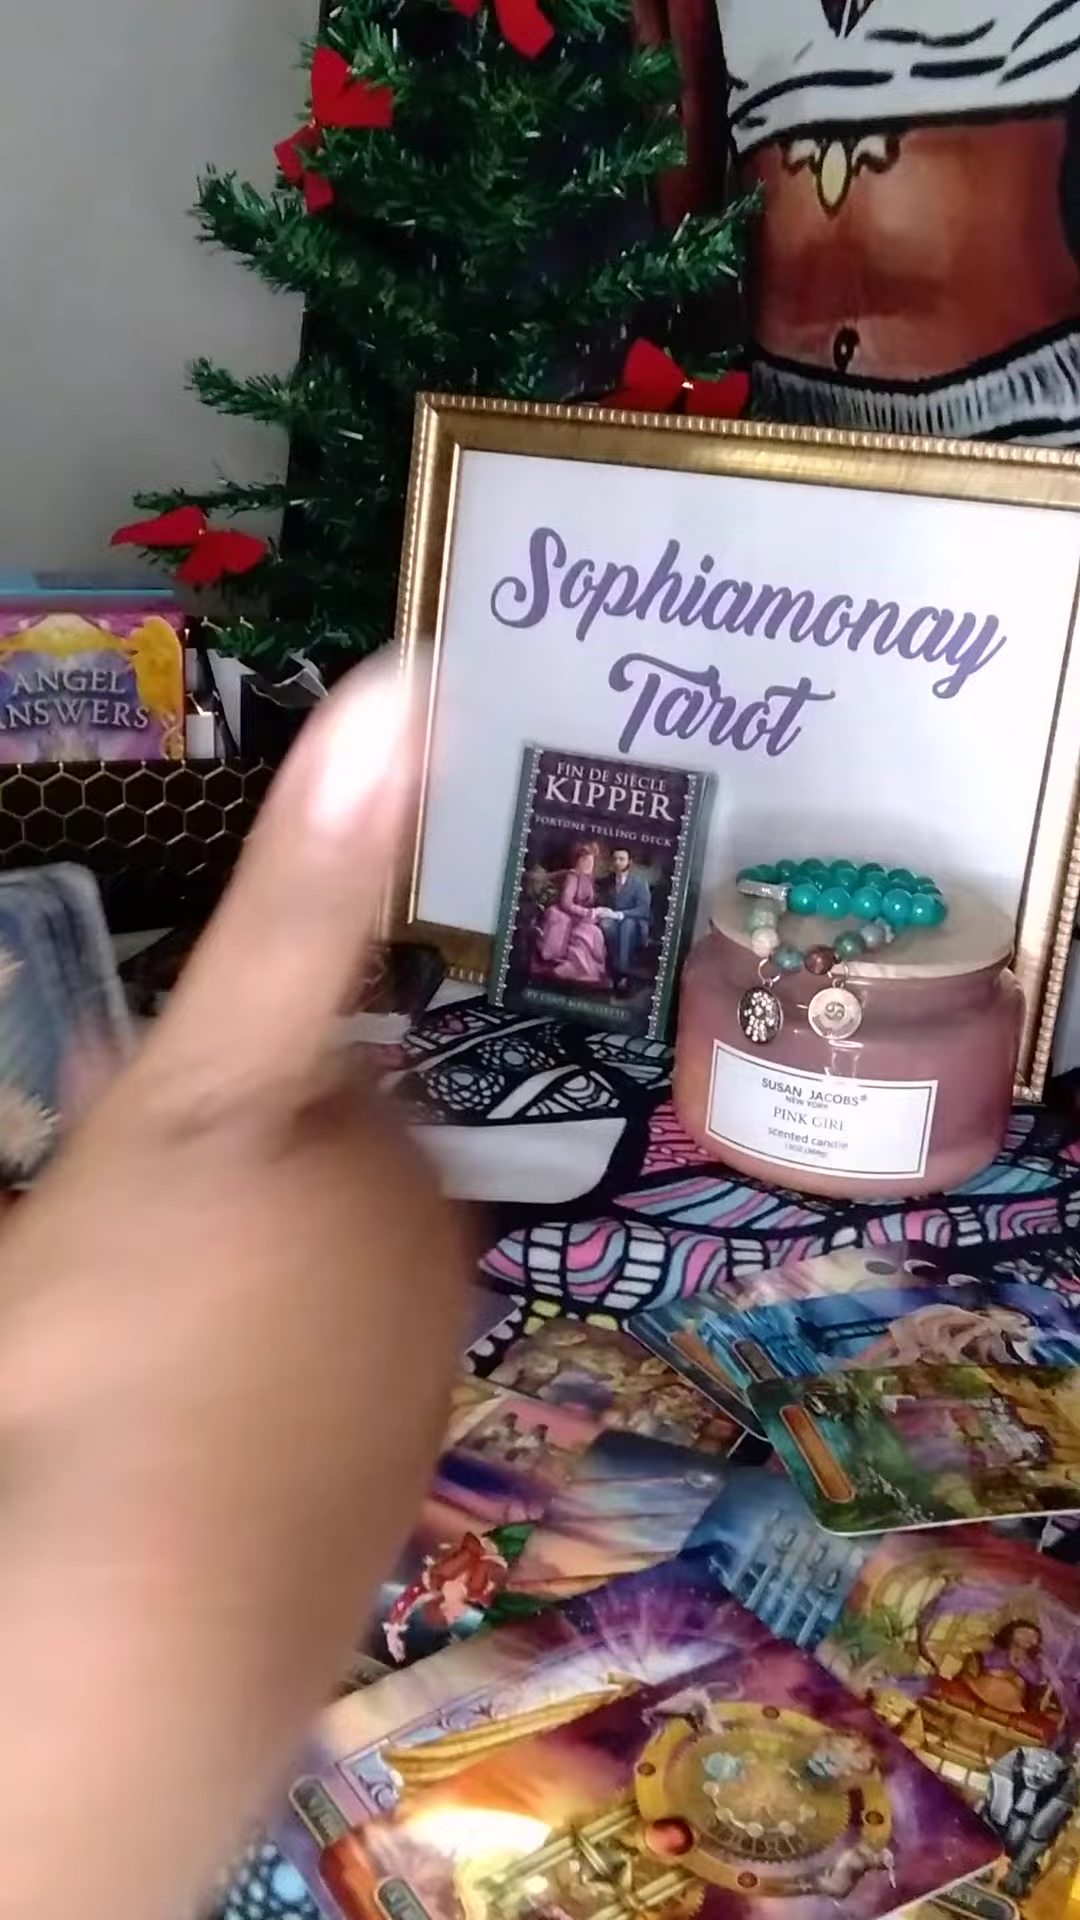 Sophiamonay
Tarot
ANGEL
ANSWERS
FIN DE SIÈCLE
KIPPER
FORTUNE TELLING DECK
SUSAN JACOBS®
NEW YORK
PINK GIRL
scented candle